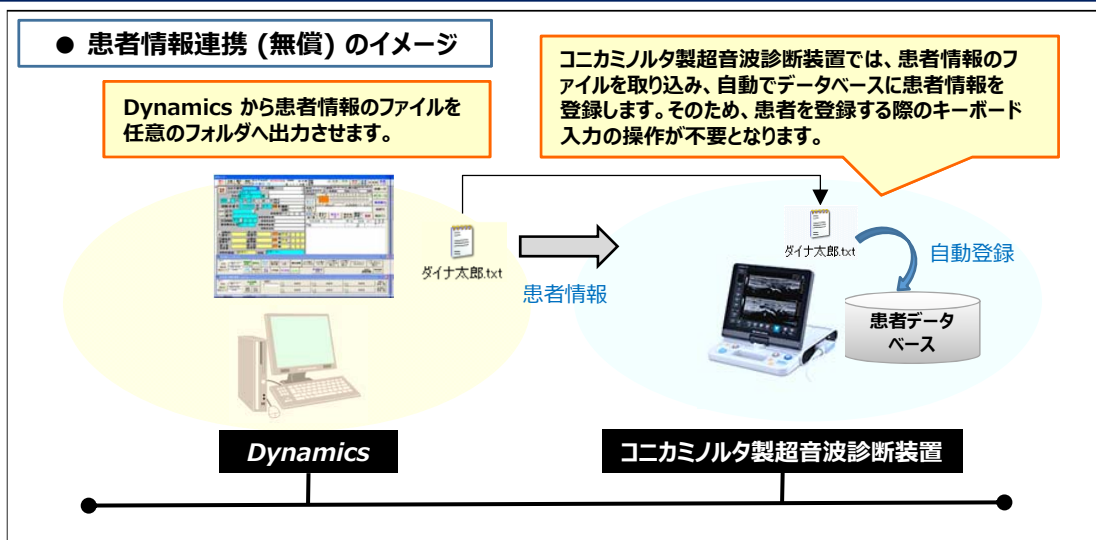 ● 患者情報連携 (無償) のイメージ
コニカミノルタ製超音波診断装置では、患者情報のフ
ァイルを取り込み、自動でデータベースに患者情報を
登録します。そのため、患者を登録する際のキーボード
入力の操作が不要となります。
Dynamics から患者情報のファイルを
任意のフォルダへ出力させます。
ダイナ太郎.txt
患者情報
ダイナ太郎.txt
自動登録
患者データ
ベース
Dynamics
コニカミノルタ製超音波診断装置